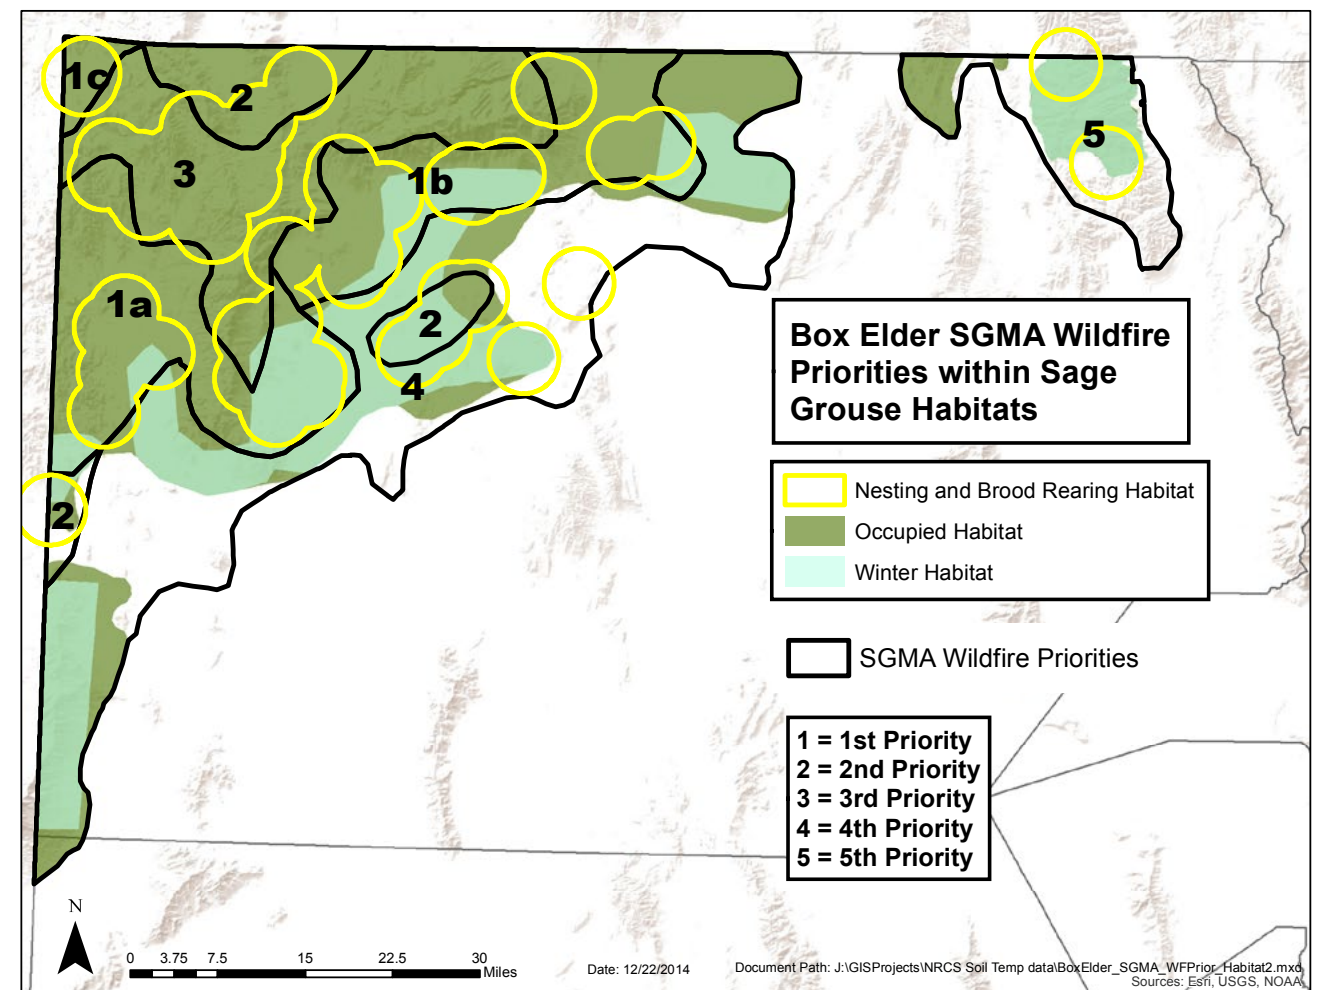 1c
2
3
1b
5
1a
2
4
2
Box Elder SGMA Wildfire
Priorities within Sage
Grouse Habitats
Nesting and Brood Rearing Habitat
Occupied Habitat
Winter Habitat
SGMA Wildfire Priorities
1 = 1st Priority
2 = 2nd Priority
3 = 3rd Priority
4 = 4th Priority
5 = 5th Priority
N
0 3.75 7.5 15 22.5 30
Miles
Date: 12/22/2014
Document Path: J:\GISProjects\NRCS Soil Temp data\BoxElder_SGMA_WFPrior_Habitat2.mxd
Sources: Esri, USGS, NOAA